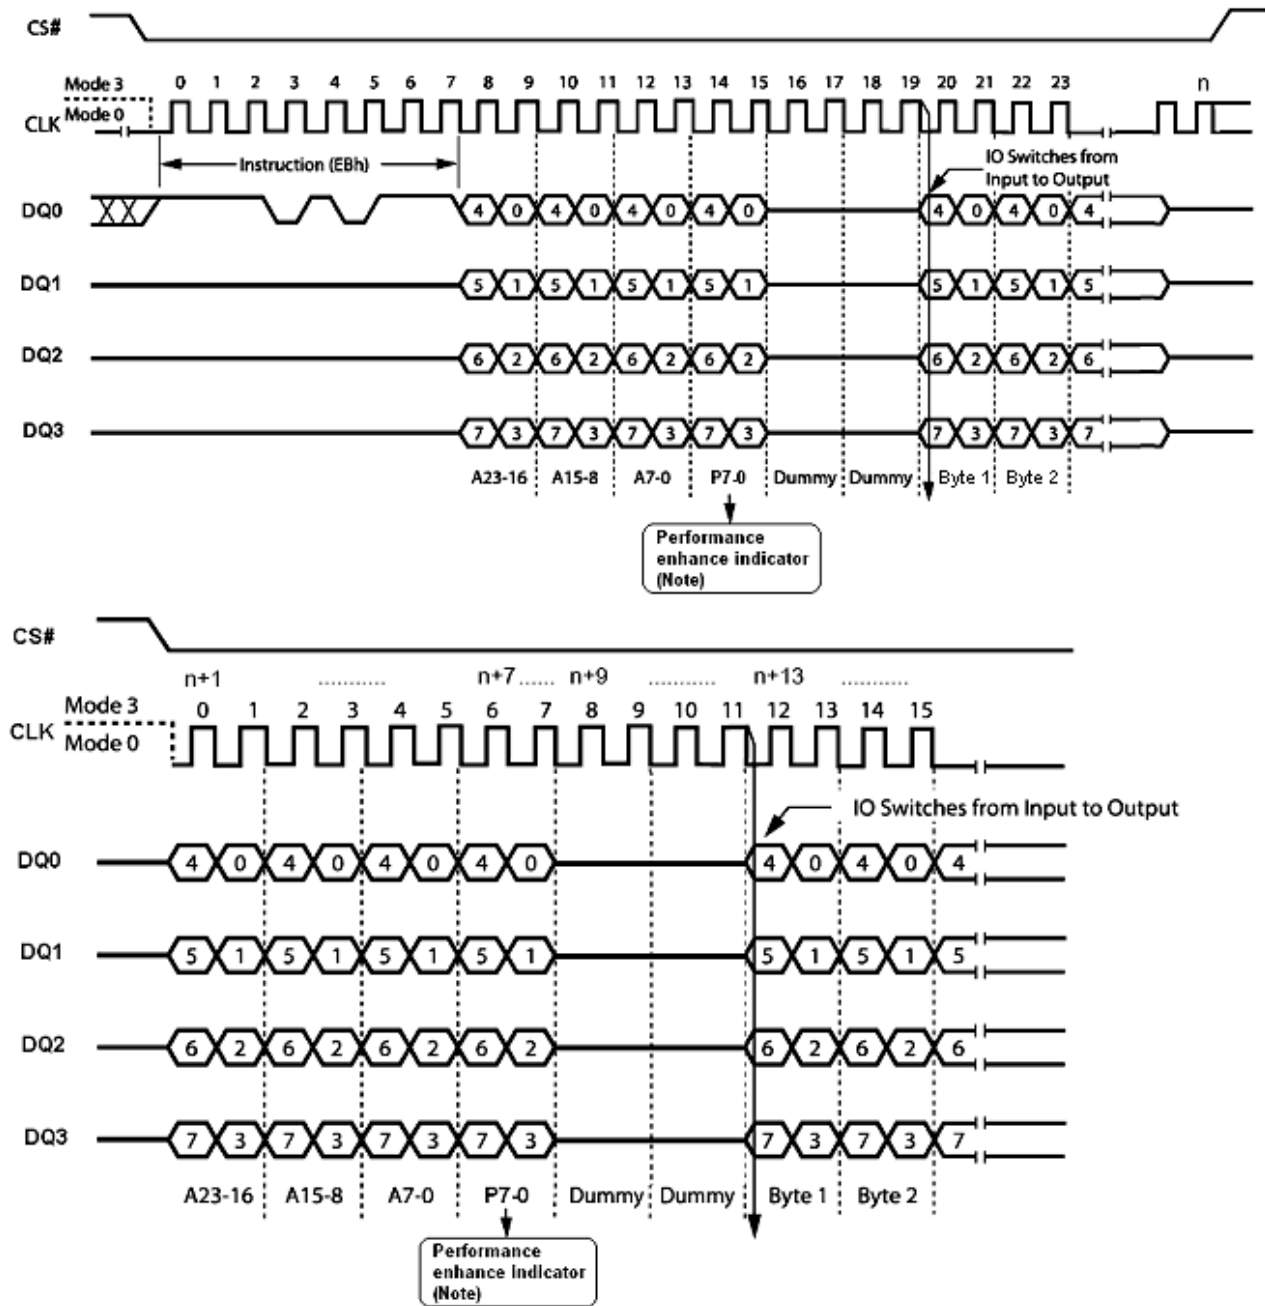 CS#
Mode 3 0 1 2 3 4 5 6 7 8 9 10 11 12 13 14 15 16 17 18 19 20 21 22 23 n
Mode 0
CLK
Instruction (EBh)
IO Switches from
Input to Output
DQ0 4 0 4 0 4 0 4 0 4 0 4 0 4
DQ1 5 1 5 1 5 1 5 1 5 1 5 1 5
DQ2 6 2 6 2 6 2 6 2 6 2 6 2 6
DQ3 7 3 7 3 7 3 7 3 7 3 7 3 7
A23-16 A15-8 A7-0 P7-0 Dummy Dummy Byte 1 Byte 2
Performance
enhance indicator
(Note)
CS#
n+1 ........... n+7 ...... n+9 ........... n+13 ...........
Mode 3 0 1 2 3 4 5 6 7 8 9 10 11 12 13 14 15
CLK
Mode 0
IO Switches from Input to Output
DQ0 4 0 4 0 4 0 4 0 4 0 4 0 4
DQ1 5 1 5 1 5 1 5 1 5 1 5 1 5
DQ2 6 2 6 2 6 2 6 2 6 2 6 2 6
DQ3 7 3 7 3 7 3 7 3 7 3 7 3 7
A23-16 A15-8 A7-0 P7-0 Dummy Dummy Byte 1 Byte 2
Performance
enhance indicator
(Note)